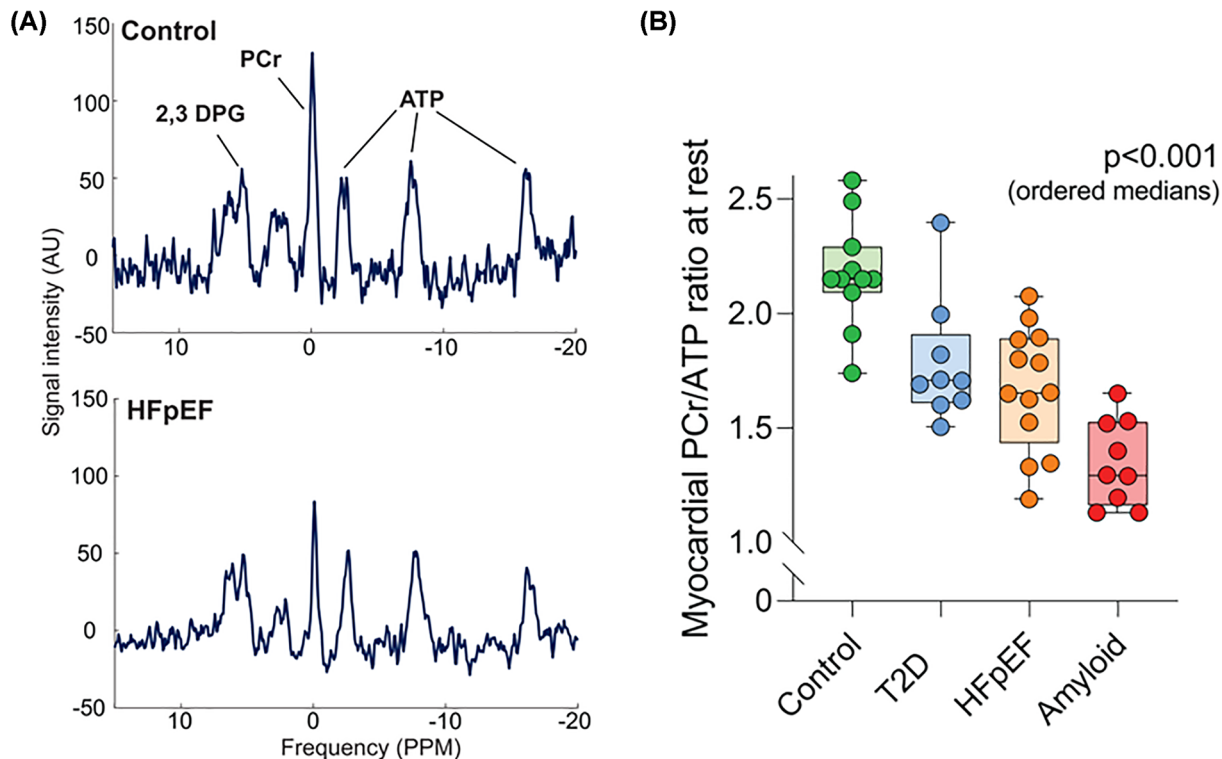 (A)
Control
150
100
50
0
-50
PCr
2,3 DPG
ATP
10
0
-10
-20
Signal intensity (AU)
HFpEF
150
100
50
0
-50
10
0
-10
-20
Frequency (PPM)
(B)
p<0.001
(ordered medians)
Myocardial PCr/ATP ratio at rest
2.5
2.0
1.5
1.0
0
Control
T2D
HFpEF
Amyloid